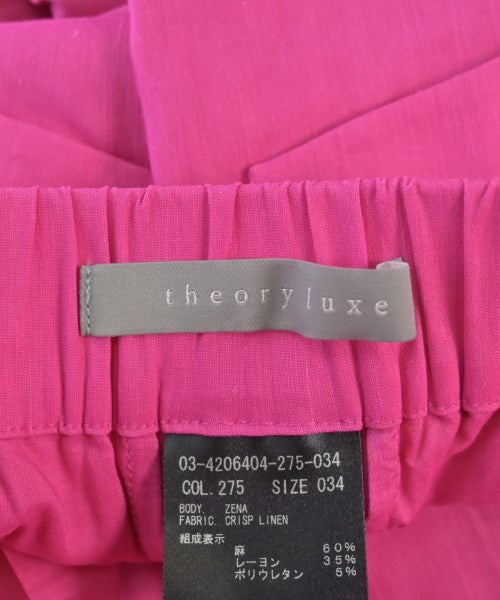 theory luxe
03-4206404-275-034
COL. 275 SIZE 034
BODY. ZENA
FABRIC. CRISP LINEN
組成表示
麻 60%
レーヨン 35%
ポリウレタン 5%